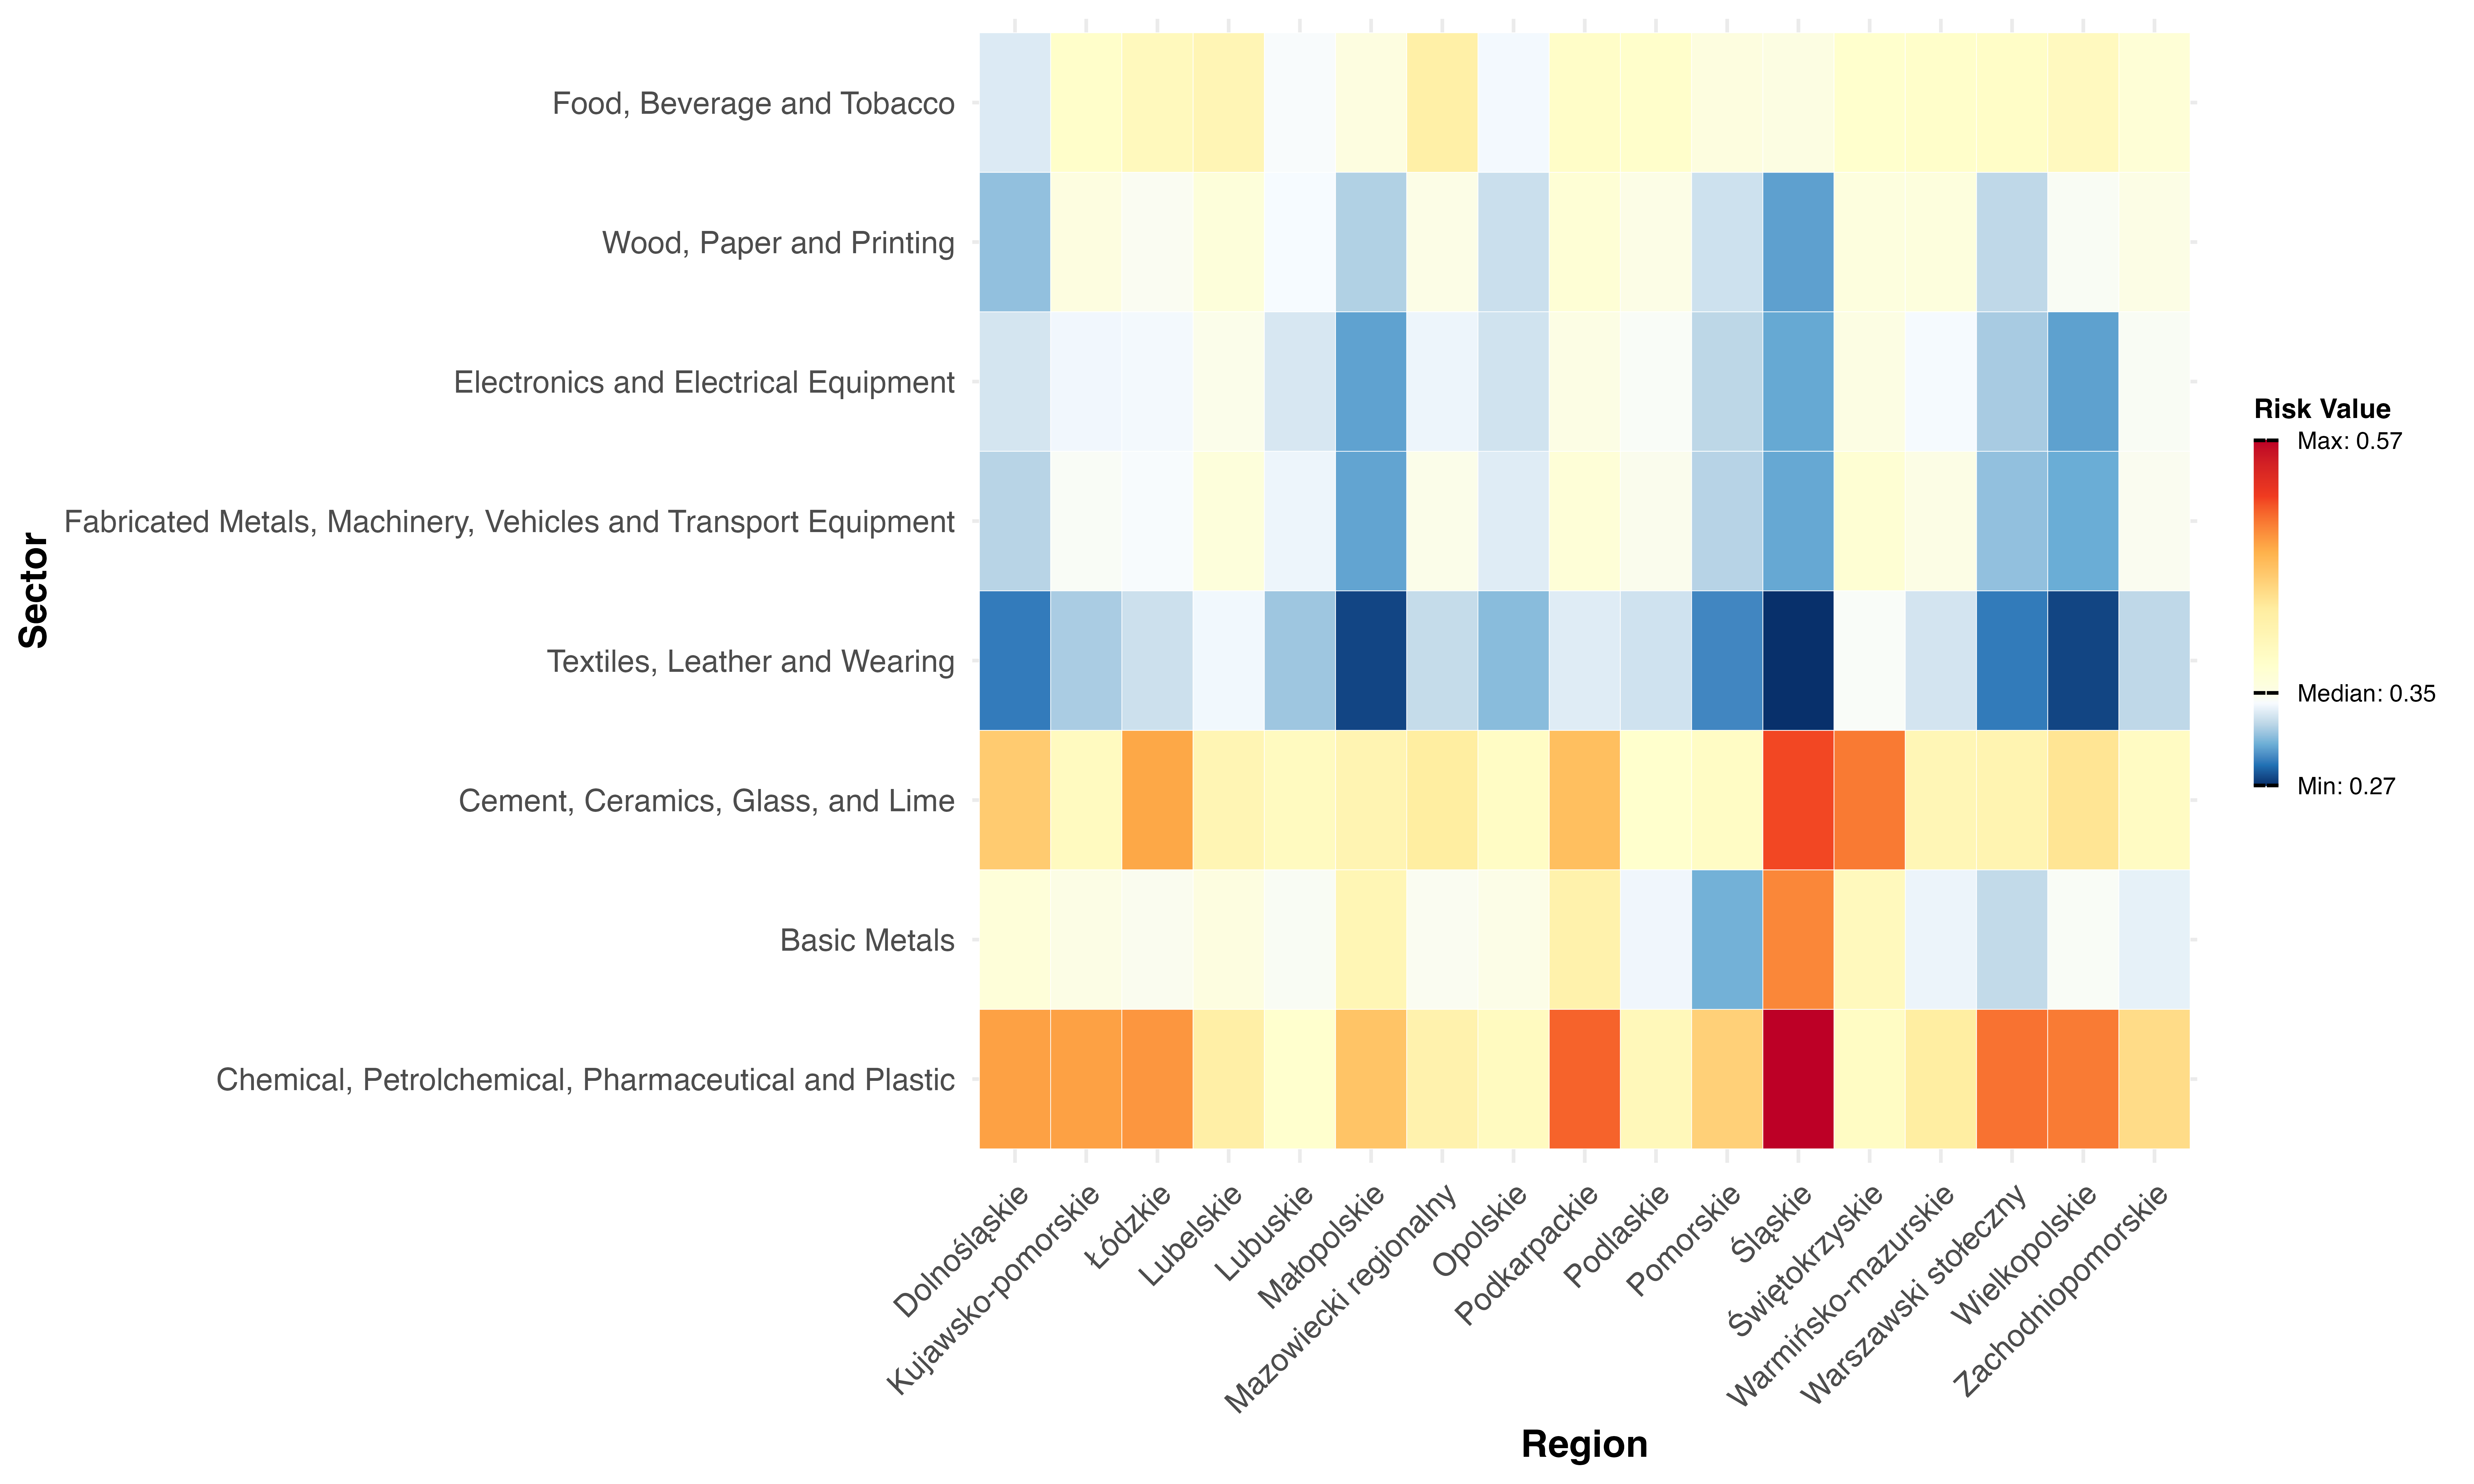 Food, Beverage and Tobacco
Wood, Paper and Printing
Electronics and Electrical Equipment
Fabricated Metals, Machinery, Vehicles and Transport Equipment
Textiles, Leather and Wearing
Cement, Ceramics, Glass, and Lime
Basic Metals
Chemical, Petrolchemical, Pharmaceutical and Plastic
Sector
Dolnośląskie
Kujawsko-pomorskie
Łódzkie
Lubelskie
Lubuskie
Małopolskie
Mazowiecki regionalny
Opolskie
Podkarpackie
Podlaskie
Pomorskie
Śląskie
Świętokrzyskie
Warmińsko-mazurskie
Warszawski stołeczny
Wielkopolskie
Zachodniopomorskie
Region
Risk Value
Max: 0.57
Median: 0.35
Min: 0.27